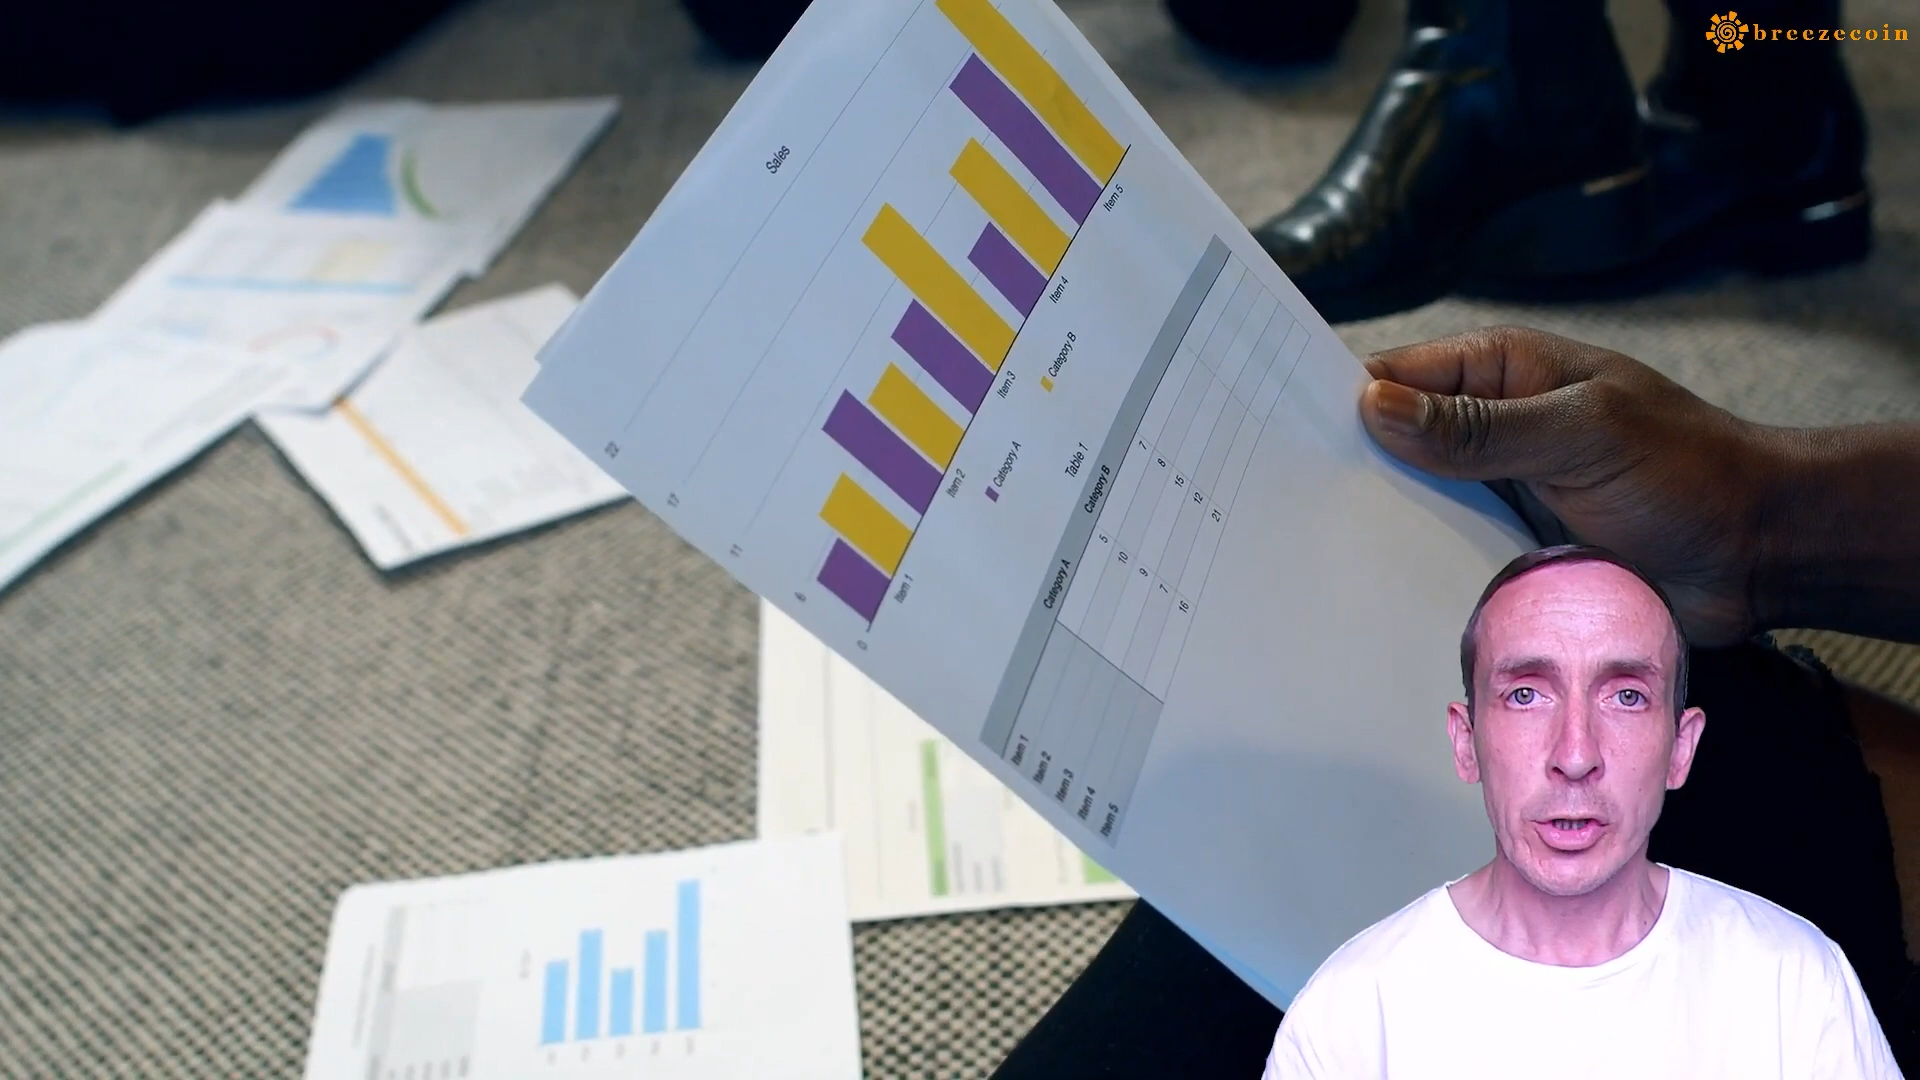 breezecoin
Sales
22
17
11
6
0
Item 1
Item 2
Item 3
Item 4
Item 5
Category A
Category B
Table 1
Category A Category B
Item 1 5 7
Item 2 10 8
Item 3 9 15
Item 4 7 12
Item 5 16 21